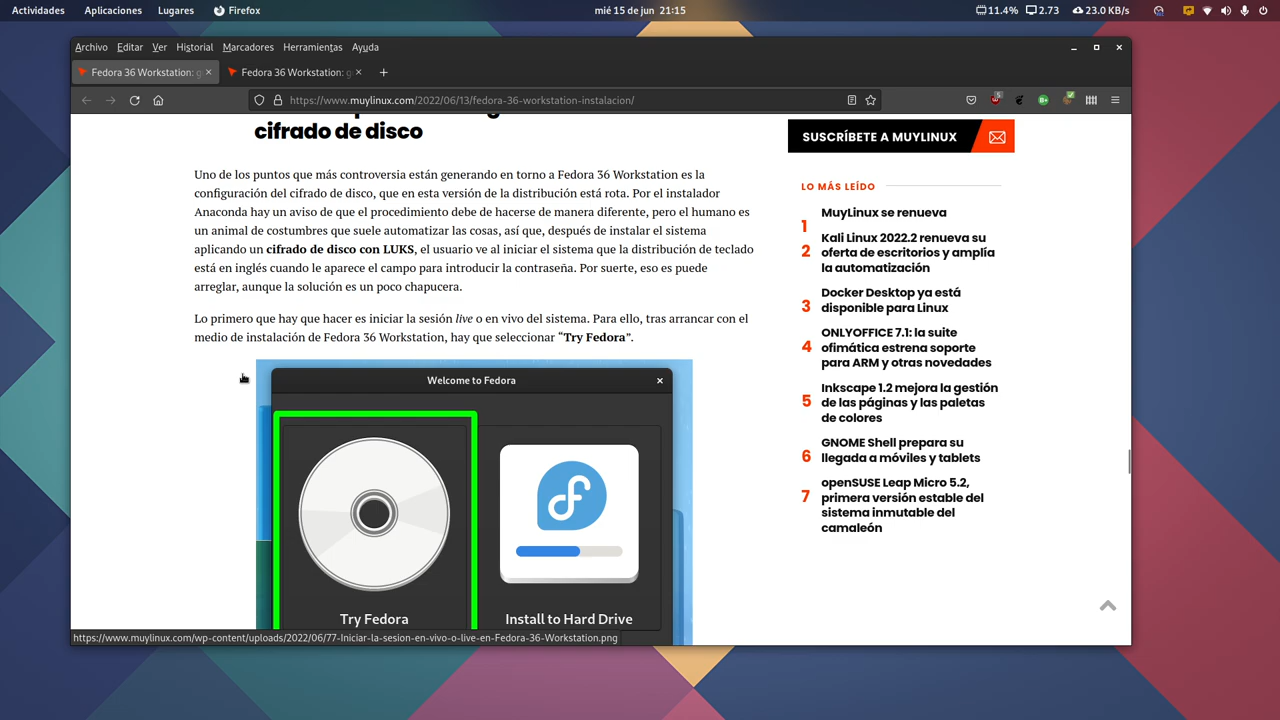 Actividades Aplicaciones Lugares Firefox mié 15 de jun 21:15 11.4% 2.73 23.0 KB/s
Archivo Editar Ver Historial Marcadores Herramientas Ayuda
Fedora 36 Workstation: g Fedora 36 Workstation: g
https://www.muylinux.com/2022/06/13/fedora-36-workstation-instalacion/ 5 B+
cifrado de disco
Uno de los puntos que más controversia están generando en torno a Fedora 36 Workstation es la
configuración del cifrado de disco, que en esta versión de la distribución está rota. Por el instalador
Anaconda hay un aviso de que el procedimiento debe de hacerse de manera diferente, pero el humano es
un animal de costumbres que suele automatizar las cosas, así que, después de instalar el sistema
aplicando un cifrado de disco con LUKS, el usuario ve al iniciar el sistema que la distribución de teclado
está en inglés cuando le aparece el campo para introducir la contraseña. Por suerte, eso es puede
arreglar, aunque la solución es un poco chapucera.
Lo primero que hay que hacer es iniciar la sesión live o en vivo del sistema. Para ello, tras arrancar con el
medio de instalación de Fedora 36 Workstation, hay que seleccionar “Try Fedora”.
Welcome to Fedora
Try Fedora Install to Hard Drive
https://www.muylinux.com/wp-content/uploads/2022/06/77-Iniciar-la-sesion-en-vivo-o-live-en-Fedora-36-Workstation.png
SUSCRÍBETE A MUYLINUX
LO MÁS LEÍDO
1 MuyLinux se renueva
2 Kali Linux 2022.2 renueva su
oferta de escritorios y amplía
la automatización
3 Docker Desktop ya está
disponible para Linux
4 ONLYOFFICE 7.1: la suite
ofimática estrena soporte
para ARM y otras novedades
5 Inkscape 1.2 mejora la gestión
de las páginas y las paletas
de colores
6 GNOME Shell prepara su
llegada a móviles y tablets
7 openSUSE Leap Micro 5.2,
primera versión estable del
sistema inmutable del
camaleón